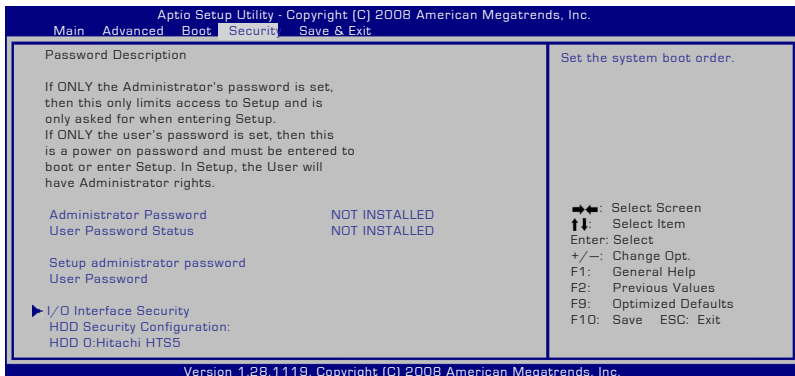 Aptio Setup Utility - Copyright (C) 2008 American Megatrends, Inc.
Main Advanced Boot Security Save & Exit
Password Description
If ONLY the Administrator's password is set,
then this only limits access to Setup and is
only asked for when entering Setup.
If ONLY the user's password is set, then this
is a power on password and must be entered to
boot or enter Setup. In Setup, the User will
have Administrator rights.
Administrator Password NOT INSTALLED
User Password Status NOT INSTALLED
Setup administrator password
User Password
I/O Interface Security
HDD Security Configuration:
HDD 0:Hitachi HTS5
Set the system boot order.
→←: Select Screen
↑↓: Select Item
Enter: Select
+/—: Change Opt.
F1: General Help
F2: Previous Values
F9: Optimized Defaults
F10: Save ESC: Exit
Version 1.28.1119. Copyright (C) 2008 American Megatrends, Inc.